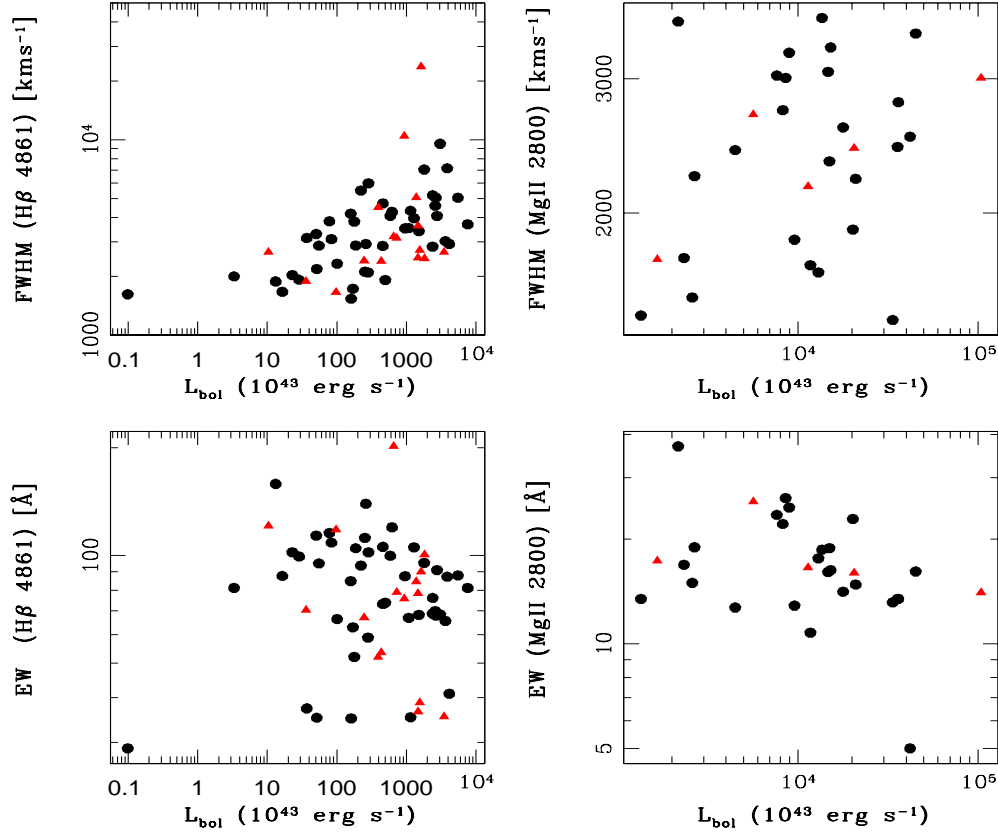 FWHM (Hβ 4861) [kms⁻¹]
10⁴
1000
0.1 1 10 100 1000 10⁴
L_bol (10⁴³ erg s⁻¹)
FWHM (MgII 2800) [kms⁻¹]
3000
2000
10⁴ 10⁵
L_bol (10⁴³ erg s⁻¹)
EW (Hβ 4861) [Å]
100
0.1 1 10 100 1000 10⁴
L_bol (10⁴³ erg s⁻¹)
EW (MgII 2800) [Å]
10
5
10⁴ 10⁵
L_bol (10⁴³ erg s⁻¹)